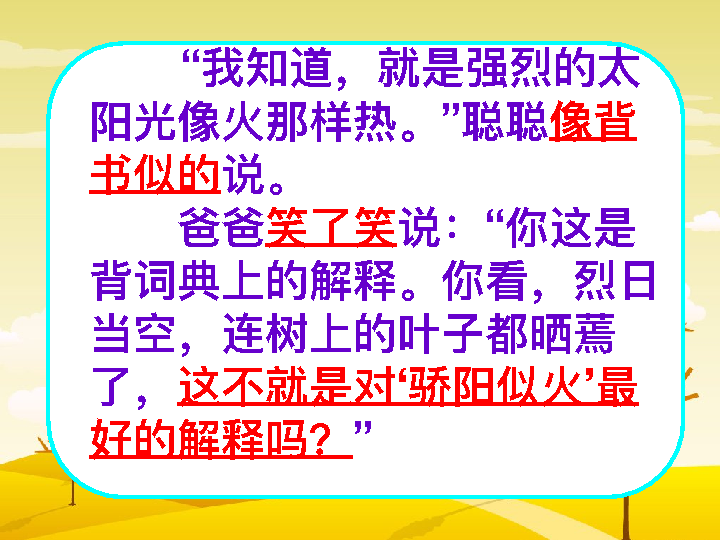 “我知道，就是强烈的太
阳光像火那样热。”聪聪像背
书似的说。
爸爸笑了笑说：“你这是
背词典上的解释。你看，烈日
当空，连树上的叶子都晒蔫
了，这不就是对‘骄阳似火’最
好的解释吗？”